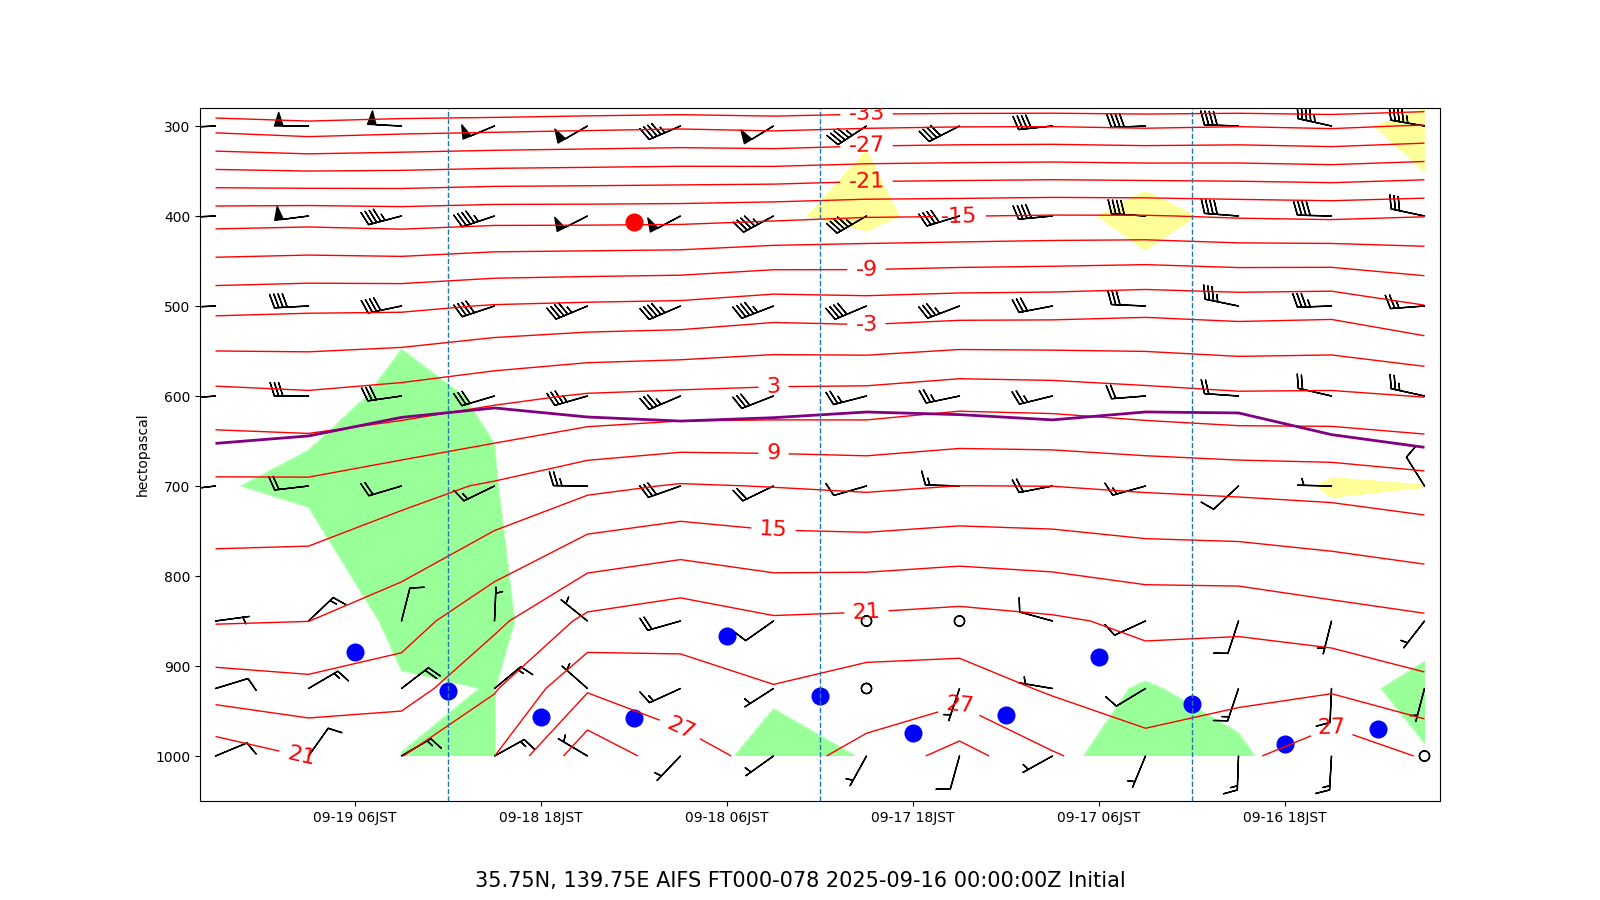 -33
300
-27
-21
400
-15
-9
500
-3
3
600
hectopascal
9
700
15
800
21
900
27
27
27
21
1000
09-19 06JST
09-18 18JST
09-18 06JST
09-17 18JST
09-17 06JST
09-16 18JST
35.75N, 139.75E AIFS FT000-078 2025-09-16 00:00:00Z Initial